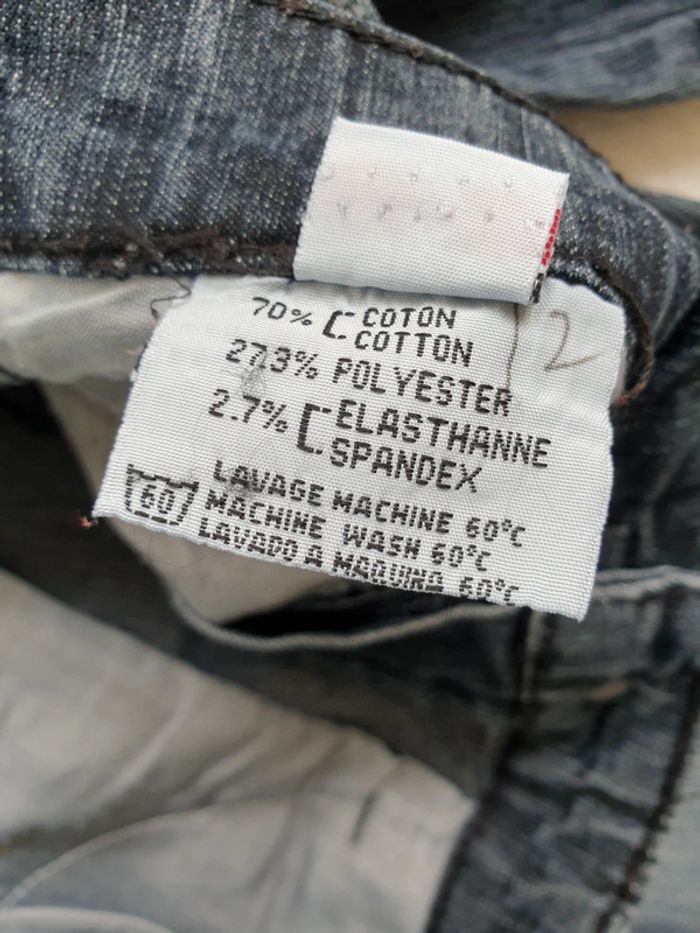 70% COTON
COTTON
27.3% POLYESTER
2.7% ELASTHANNE
SPANDEX
60
LAVAGE MACHINE 60°C
MACHINE WASH 60°C
LAVADO A MAQUINA 60°C
12